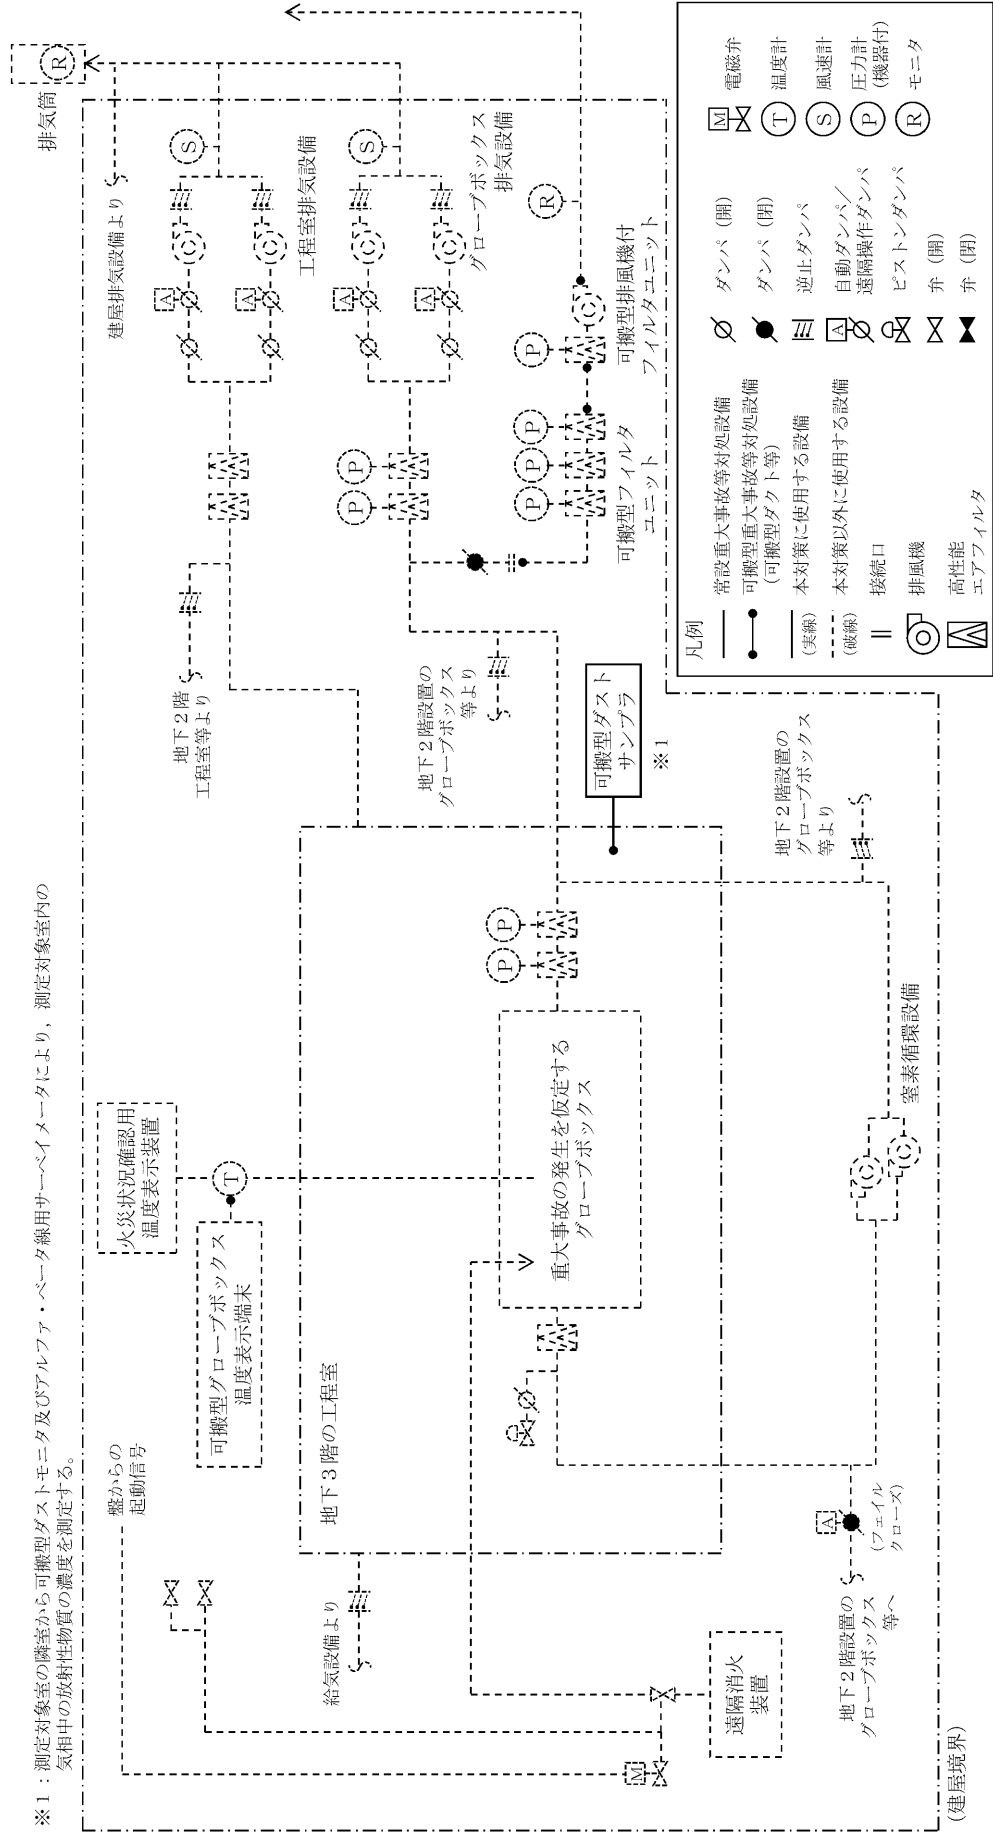 ※1：測定対象室の隣室から可搬型ダストモニタ及びアルファ・ベータ線用サーベイメータにより，測定対象室内の
気相中の放射性物質の濃度を測定する。
盤からの
起動信号
火災状況確認用
温度表示装置
T
可搬型グローブボックス
温度表示端末
地下3階の工程室
給気設備より
M
遠隔消火
装置
重大事故の発生を仮定する
グローブボックス
P
P
A
(フェイル
クローズ)
地下2階設置の
グローブボックス
等へ
窒素循環設備
地下2階設置の
グローブボックス
等より
可搬型ダスト
サンプラ
※1
地下2階
工程室等より
地下2階設置の
グローブボックス
等より
P
P
P
P
P
可搬型フィルタ
ユニット
P
可搬型排風機付
フィルタユニット
R
A
A
A
A
S
S
工程室排気設備
グローブボックス
排気設備
建屋排気設備より
R
排気筒
(建屋境界)
凡例
常設重大事故等対処設備
可搬型重大事故等対処設備
(可搬型ダクト等)
(実線)
本対策に使用する設備
(破線)
本対策以外に使用する設備
接続口
排風機
高性能
エアフィルタ
ダンパ (開)
ダンパ (閉)
逆止ダンパ
A
自動ダンパ／
遠隔操作ダンパ
ピストンダンパ
弁 (開)
弁 (閉)
M
電磁弁
T
温度計
S
風速計
P
圧力計
(機器付)
R
モニタ